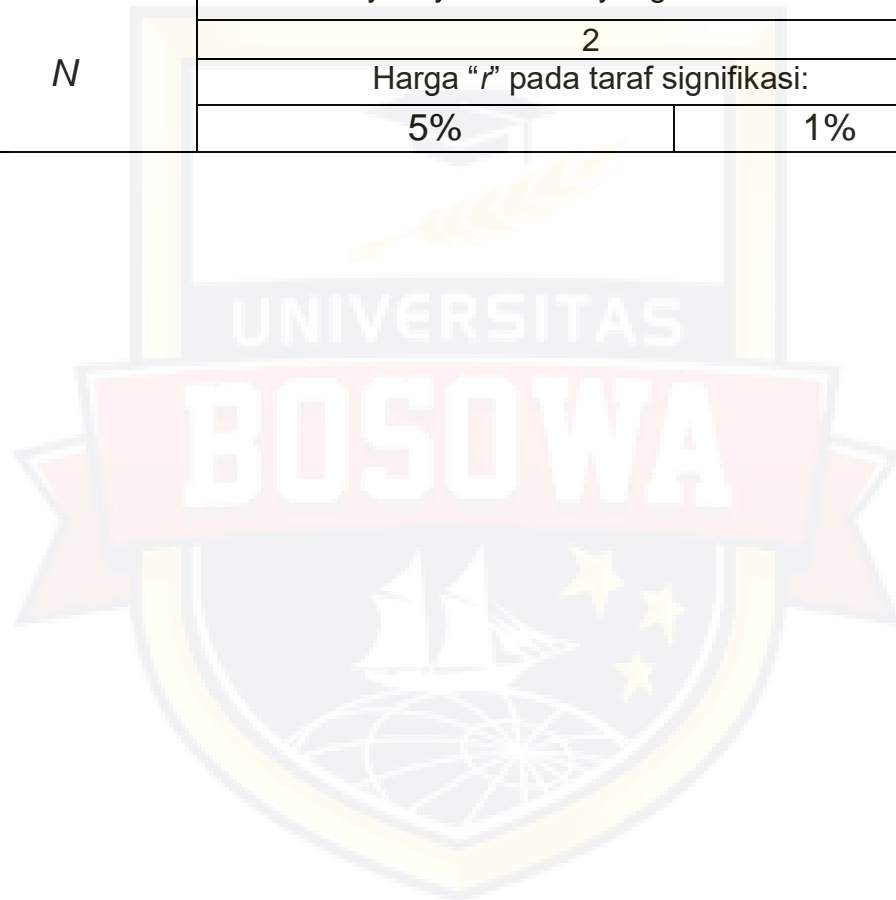 2
N
Harga “r” pada taraf signifikasi:
5% 1%
UNIVERSITAS
BOSOWA